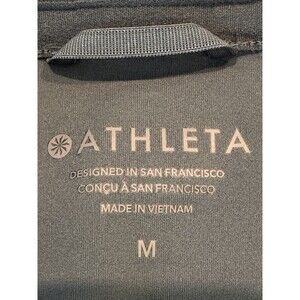 ATHLETA
DESIGNED IN SAN FRANCISCO
CONÇU À SAN FRANCISCO
MADE IN VIETNAM
M